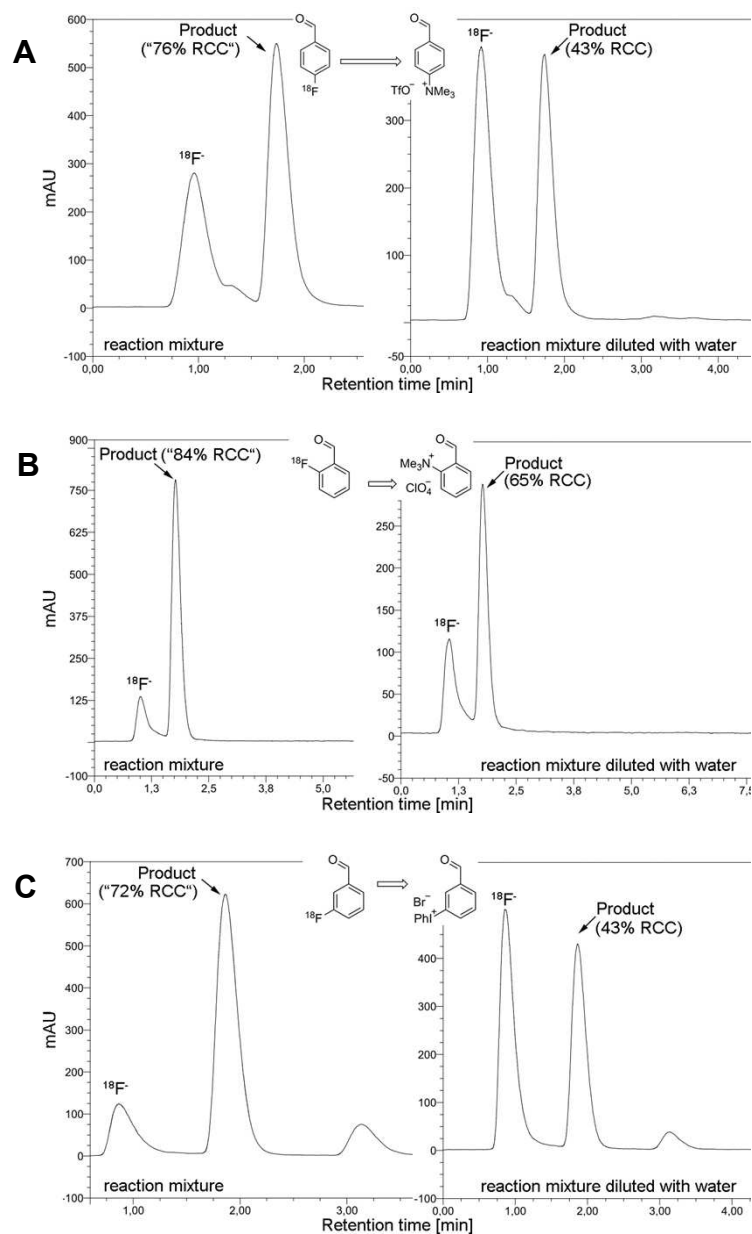 A
Product
("76% RCC")
18F-
mAU
600
500
400
300
200
100
0
-100
0,00 1,00 2,00
reaction mixture
O
18F
O
TfO− +NMe3
18F-
Product
(43% RCC)
300
200
100
0
-50
0,00 1,00 2,00 3,00 4,00
reaction mixture diluted with water
Retention time [min]
B
Product ("84% RCC")
18F-
mAU
900
750
625
500
375
250
125
-100
0,0 1,3 2,5 3,8 5,0
reaction mixture
O
18F
O
Me3N+
ClO4−
Product
(65% RCC)
18F-
250
200
150
100
50
0
-50
0,0 1,3 2,5 3,8 5,0 6,3 7,5
reaction mixture diluted with water
Retention time [min]
C
Product
("72% RCC")
18F-
mAU
700
600
500
400
300
200
100
0
-100
1,00 2,00 3,00
reaction mixture
O
18F
O
Br−
PhI+
18F-
Product
(43% RCC)
400
300
200
100
0
-100
0,00 1,00 2,00 3,00 4,00
reaction mixture diluted with water
Retention time [min]